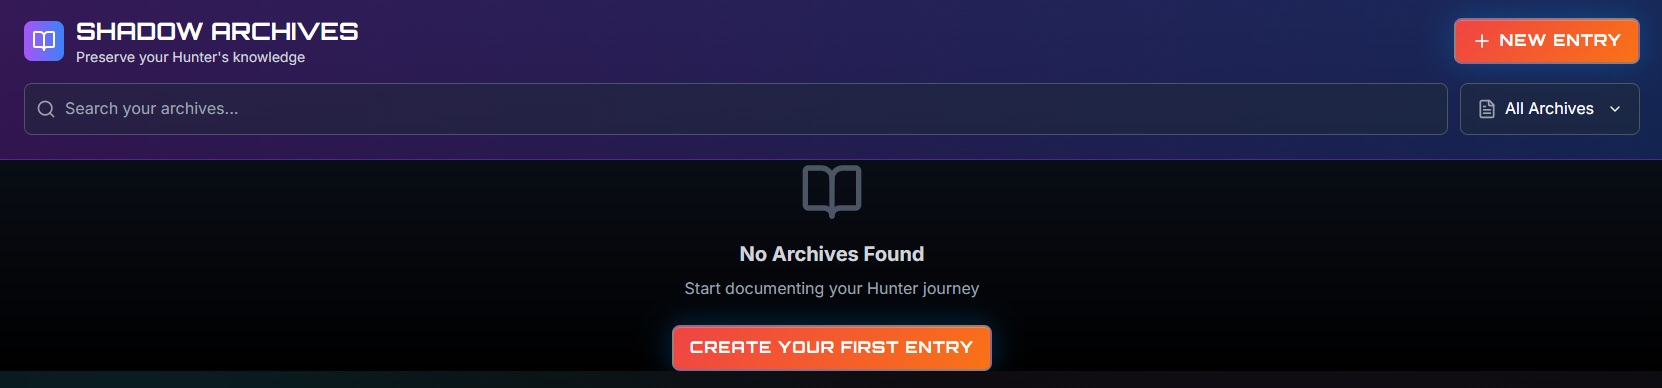 SHADOW ARCHIVES
Preserve your Hunter's knowledge
NEW ENTRY
Search your archives...
All Archives
No Archives Found
Start documenting your Hunter journey
CREATE YOUR FIRST ENTRY